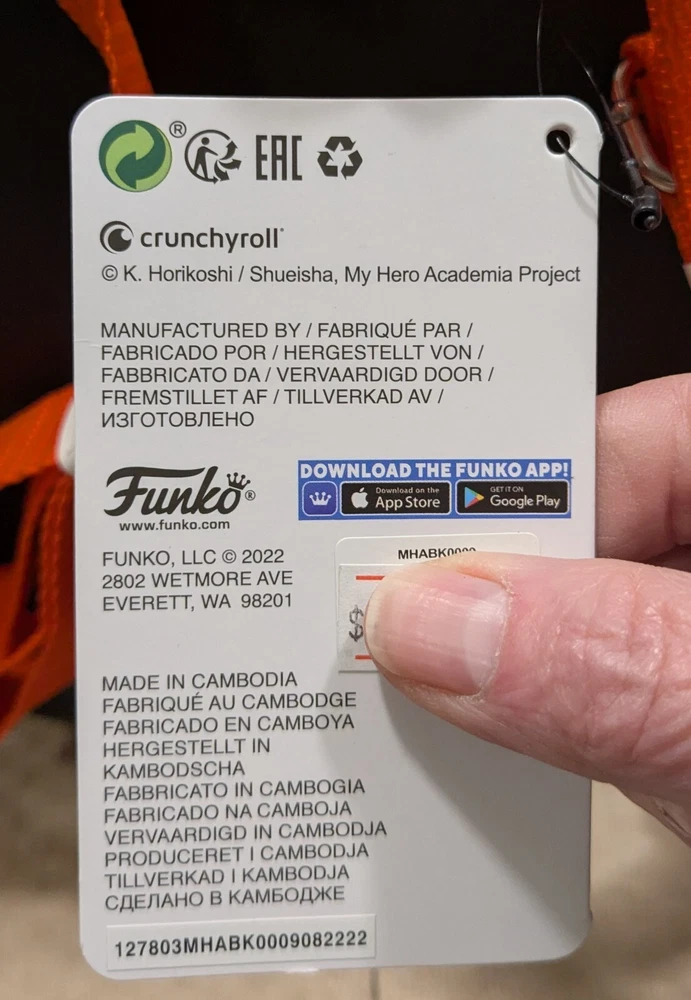 ®
EAC
crunchyroll®
© K. Horikoshi / Shueisha, My Hero Academia Project
MANUFACTURED BY / FABRIQUÉ PAR /
FABRICADO POR / HERGESTELLT VON /
FABBRICATO DA / VERVAARDIGD DOOR /
FREMSTILLET AF / TILLVERKAD AV /
ИЗГОТОВЛЕНО
Funko®
www.funko.com
DOWNLOAD THE FUNKO APP!
Download on the
App Store
GET IT ON
Google Play
FUNKO, LLC © 2022
2802 WETMORE AVE
EVERETT, WA 98201
$
MADE IN CAMBODIA
FABRIQUÉ AU CAMBODGE
FABRICADO EN CAMBOYA
HERGESTELLT IN
KAMBODSCHA
FABBRICATO IN CAMBOGIA
FABRICADO NA CAMBOJA
VERVAARDIGD IN CAMBODJA
PRODUCERET I CAMBODJA
TILLVERKAD I KAMBODJA
СДЕЛАНО В КАМБОДЖЕ
127803MHABK0009082222